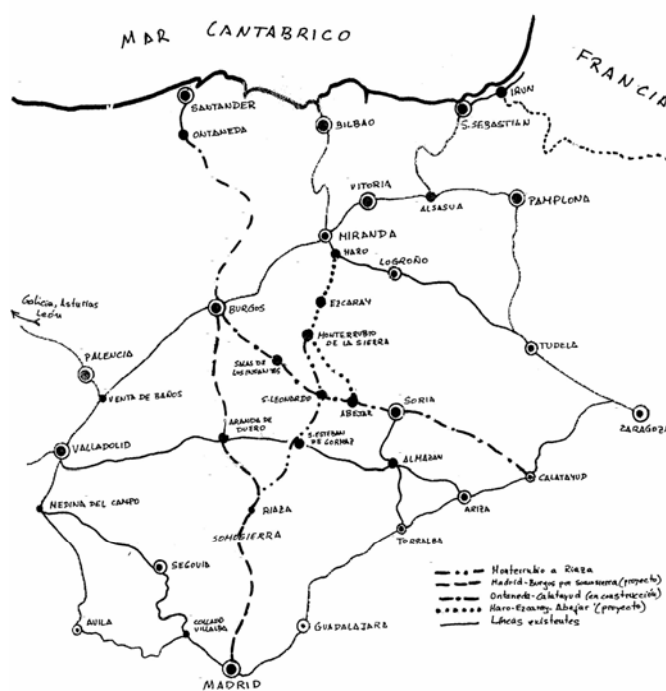 MAR CANTABRICO
FRANCIA
SANTANDER
ONTANEDA
BILBAO
S. SEBASTIAN
IRUN
VITORIA
ALSASUA
PAMPLONA
MIRANDA
HARO
LOGROÑO
Galicia, Asturias
León
BURGOS
EZCARAY
MONTERRUBIO
DE LA SIERRA
PALENCIA
SALAS DE
LOS INFANTES
TUDELA
VENTA DE BAÑOS
S. LEONARDO
ABEJAR
SORIA
ZARAGOZA
ARANDA DE
DUERO
VALLADOLID
S. ESTEBAN
DE GORMAZ
ALMAZAN
CALATAYUD
MEDINA DEL CAMPO
RIAZA
ARIZA
SOMOSIERRA
TORRALBA
SEGOVIA
AVILA
COLLADO
VILLALBA
GUADALAJARA
MADRID
Monterrubio a Riaza
Madrid-Burgos por Somosierra (proyecto)
Ontaneda-Calatayud (en construcción)
Haro-Ezcaray-Abejar (proyecto)
Líneas existentes